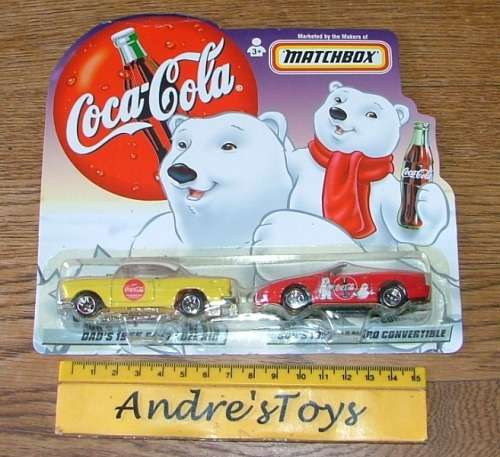 Marketed by the Makers of
MATCHBOX®
3+
Coca-Cola®
Coca-Cola
Coca-Cola
Coca-Cola
DAD'S
CONVERTIBLE
1 2 3 4 5 6 7 8 9 10 11 12 13 14 15
Andre'sToys